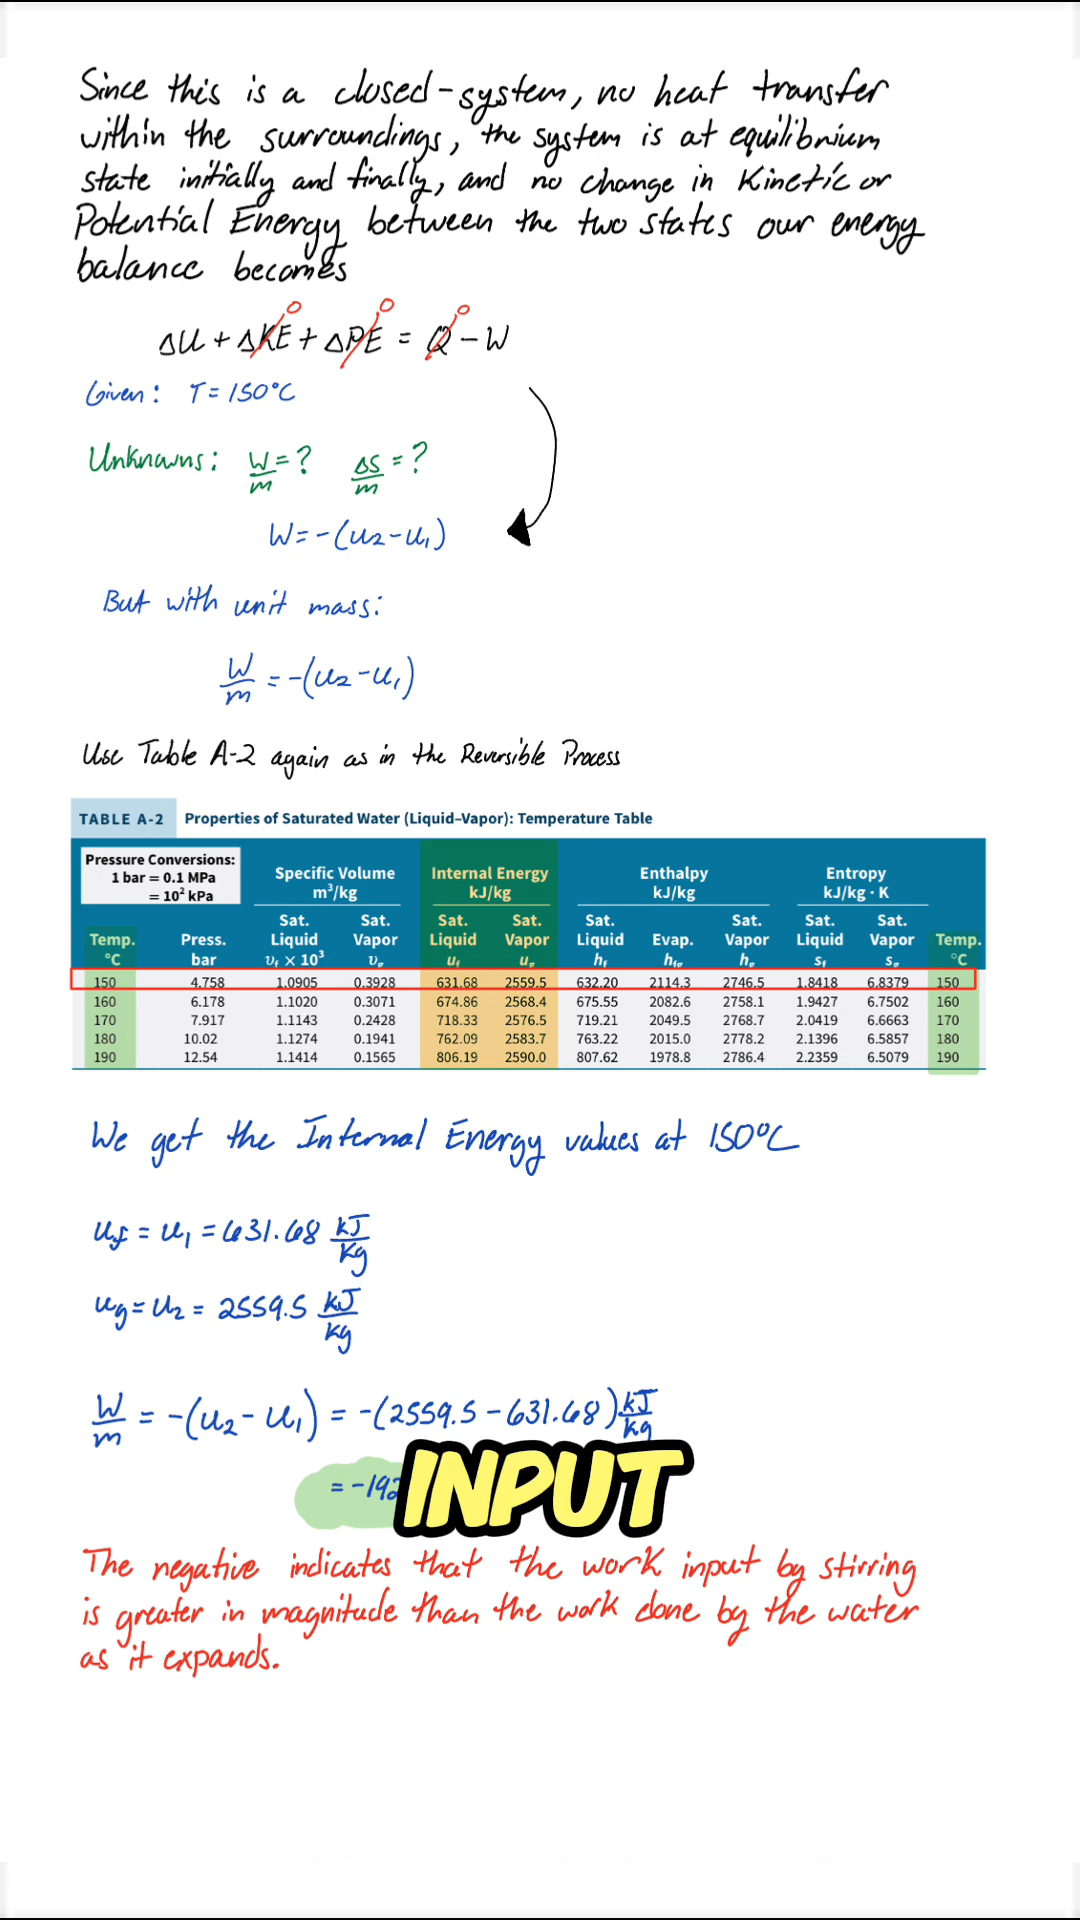 Since this is a closed-system, no heat transfer
within the surroundings, the system is at equilibrium
state initially and finally, and no change in Kinetic or
Potential Energy between the two states our energy
balance becomes
0 0 0
ΔU + ΔKE + ΔPE = Q - W
Given: T = 150°C
Unknowns: W/m = ? ΔS/m = ?
W = -(U2 - U1)
But with unit mass:
W/m = -(u2 - u1)
Use Table A-2 again as in the Reversible Process
TABLE A-2 Properties of Saturated Water (Liquid–Vapor): Temperature Table
Pressure Conversions:
1 bar = 0.1 MPa
= 10² kPa
Specific Volume Internal Energy Enthalpy Entropy
m³/kg kJ/kg kJ/kg kJ/kg · K
Sat. Sat. Sat. Sat. Sat. Sat. Sat. Sat.
Temp. Press. Liquid Vapor Liquid Vapor Liquid Evap. Vapor Liquid Vapor Temp.
°C bar vf × 10³ vg uf ug hf hfg hg sf sg °C
150 4.758 1.0905 0.3928 631.68 2559.5 632.20 2114.3 2746.5 1.8418 6.8379 150
160 6.178 1.1020 0.3071 674.86 2568.4 675.55 2082.6 2758.1 1.9427 6.7502 160
170 7.917 1.1143 0.2428 718.33 2576.5 719.21 2049.5 2768.7 2.0419 6.6663 170
180 10.02 1.1274 0.1941 762.09 2583.7 763.22 2015.0 2778.2 2.1396 6.5857 180
190 12.54 1.1414 0.1565 806.19 2590.0 807.62 1978.8 2786.4 2.2359 6.5079 190
We get the Internal Energy values at 150°C
uf = u1 = 631.68 kJ/kg
ug = u2 = 2559.5 kJ/kg
W/m = -(u2 - u1) = -(2559.5 - 631.68) kJ/kg
= -192
INPUT
The negative indicates that the work input by stirring
is greater in magnitude than the work done by the water
as it expands.